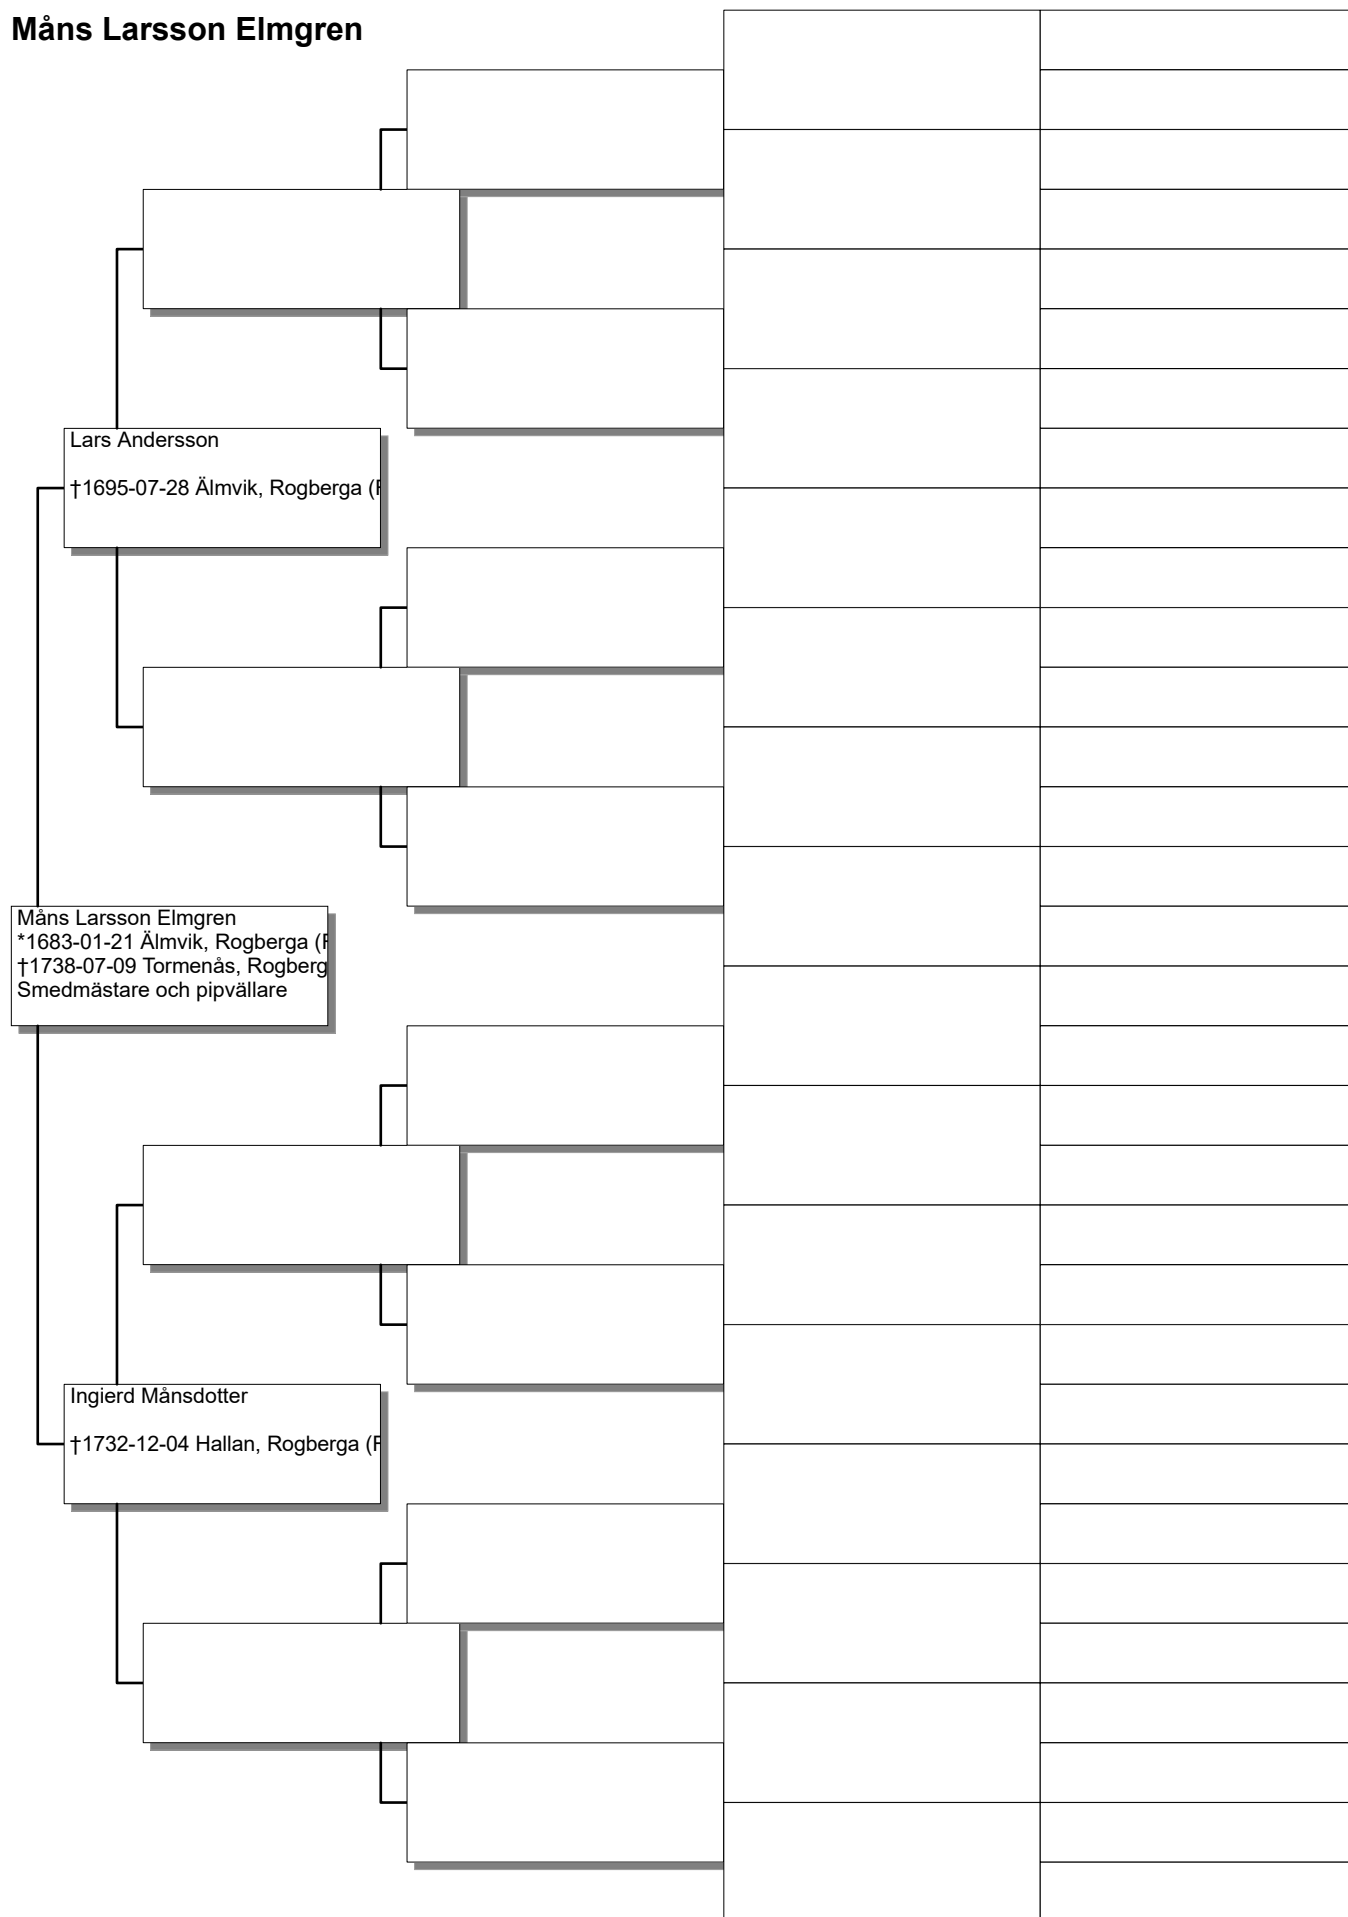 Måns Larsson Elmgren
Lars Andersson
†1695-07-28 Älmvik, Rogberga (F
Måns Larsson Elmgren
*1683-01-21 Älmvik, Rogberga (F
†1738-07-09 Tormenås, Rogberg
Smedmästare och pipvällare
Ingierd Månsdotter
†1732-12-04 Hallan, Rogberga (F